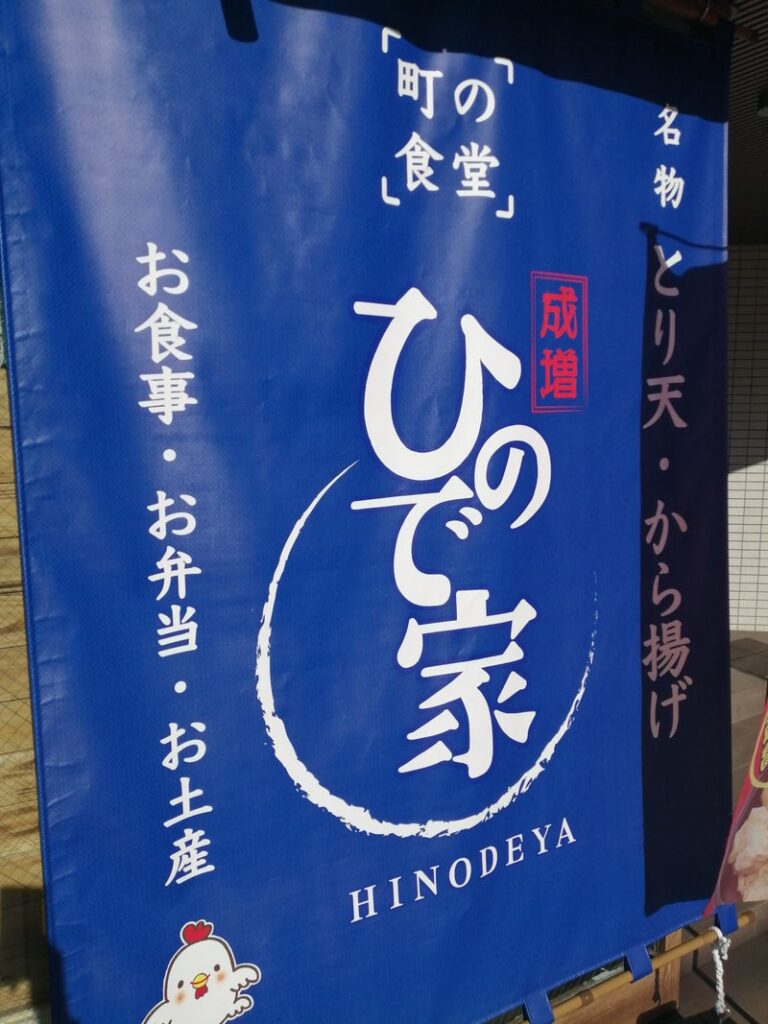 名物 とり天・から揚げ
町の
食堂
成増
ひので家
HINODEYA
お食事・お弁当・お土産